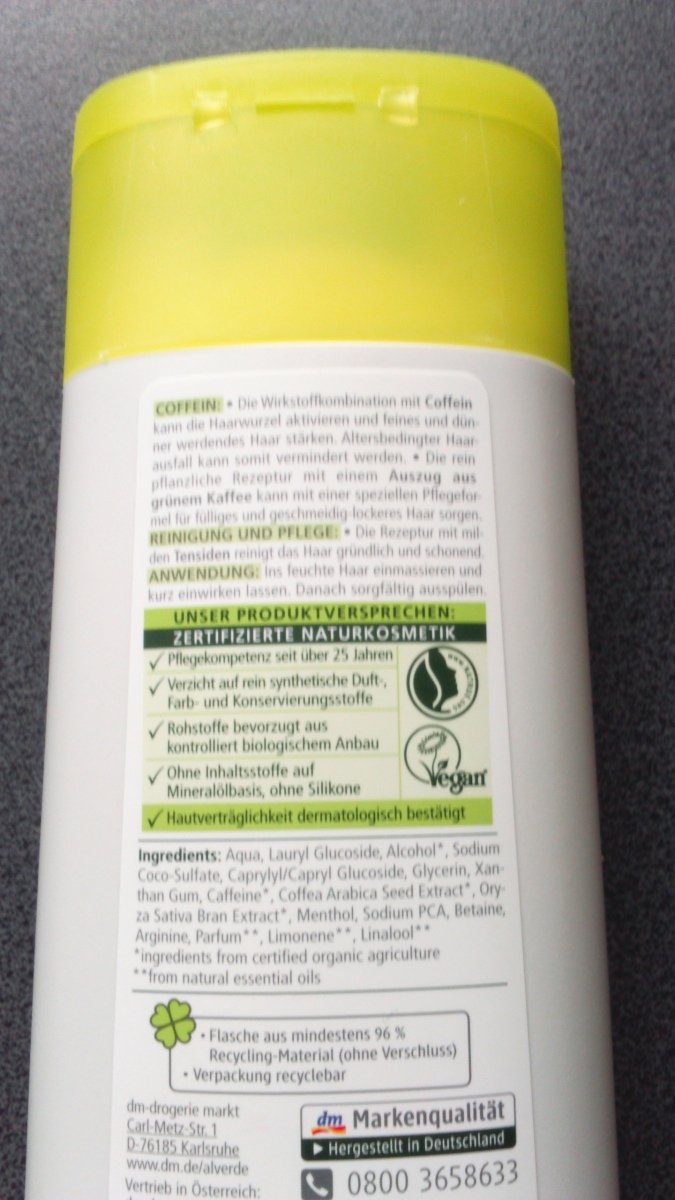 COFFEIN: • Die Wirkstoffkombination mit Coffein
kann die Haarwurzel aktivieren und feines und dün-
ner werdendes Haar stärken. Altersbedingter Haar-
ausfall kann somit vermindert werden. • Die rein
pflanzliche Rezeptur mit einem Auszug aus
grünem Kaffee kann mit einer speziellen Pflegefor-
mel für fülliges und geschmeidig-lockeres Haar sorgen.
REINIGUNG UND PFLEGE: • Die Rezeptur mit mil-
den Tensiden reinigt das Haar gründlich und schonend.
ANWENDUNG: Ins feuchte Haar einmassieren und
kurz einwirken lassen. Danach sorgfältig ausspülen.
UNSER PRODUKTVERSPRECHEN:
ZERTIFIZIERTE NATURKOSMETIK
✓ Pflegekompetenz seit über 25 Jahren
✓ Verzicht auf rein synthetische Duft-,
Farb- und Konservierungsstoffe
✓ Rohstoffe bevorzugt aus
kontrolliert biologischem Anbau
✓ Ohne Inhaltsstoffe auf
Mineralölbasis, ohne Silikone
✓ Hautverträglichkeit dermatologisch bestätigt
www.natrue.org
Vegan
Ingredients: Aqua, Lauryl Glucoside, Alcohol*, Sodium
Coco-Sulfate, Caprylyl/Capryl Glucoside, Glycerin, Xan-
than Gum, Caffeine*, Coffea Arabica Seed Extract*, Ory-
za Sativa Bran Extract*, Menthol, Sodium PCA, Betaine,
Arginine, Parfum**, Limonene**, Linalool**
*ingredients from certified organic agriculture
**from natural essential oils
• Flasche aus mindestens 96 %
Recycling-Material (ohne Verschluss)
• Verpackung recyclebar
dm-drogerie markt
Carl-Metz-Str. 1
D-76185 Karlsruhe
www.dm.de/alverde
Vertrieb in Österreich:
dm Markenqualität
▶ Hergestellt in Deutschland
0800 3658633